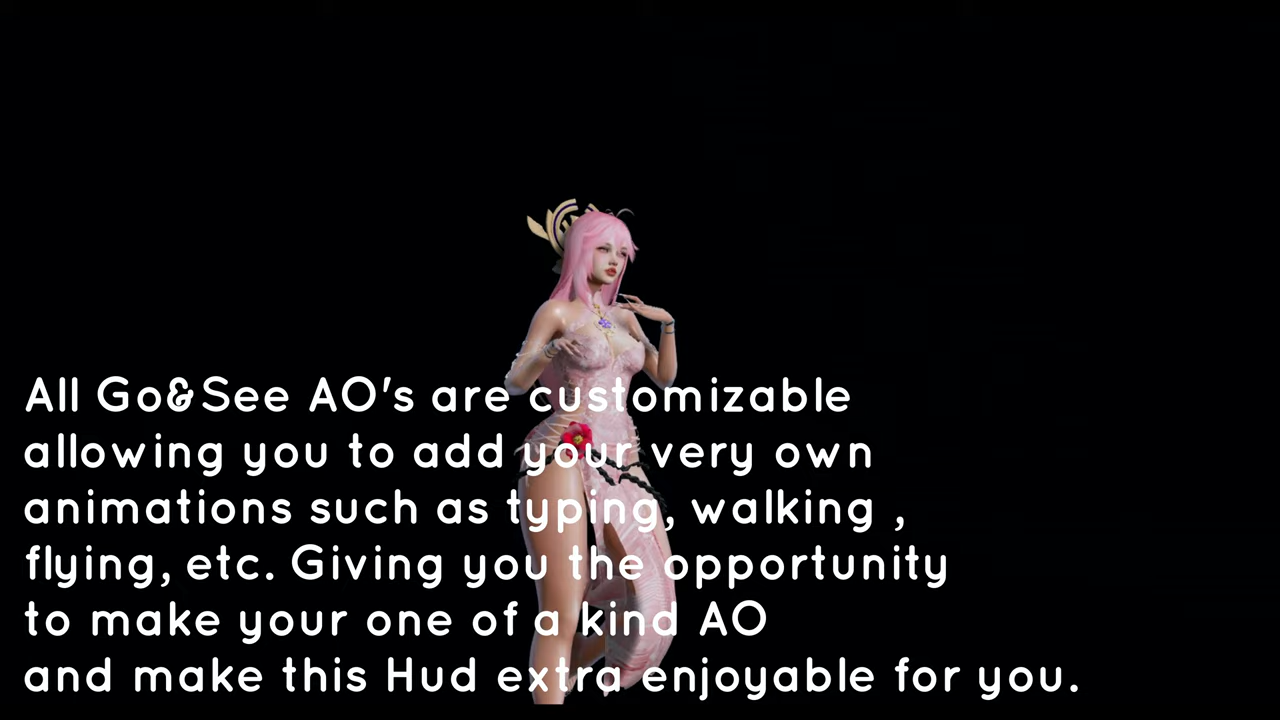 All Go&See AO's are customizable
allowing you to add your very own
animations such as typing, walking ,
flying, etc. Giving you the opportunity
to make your one of a kind AO
and make this Hud extra enjoyable for you.